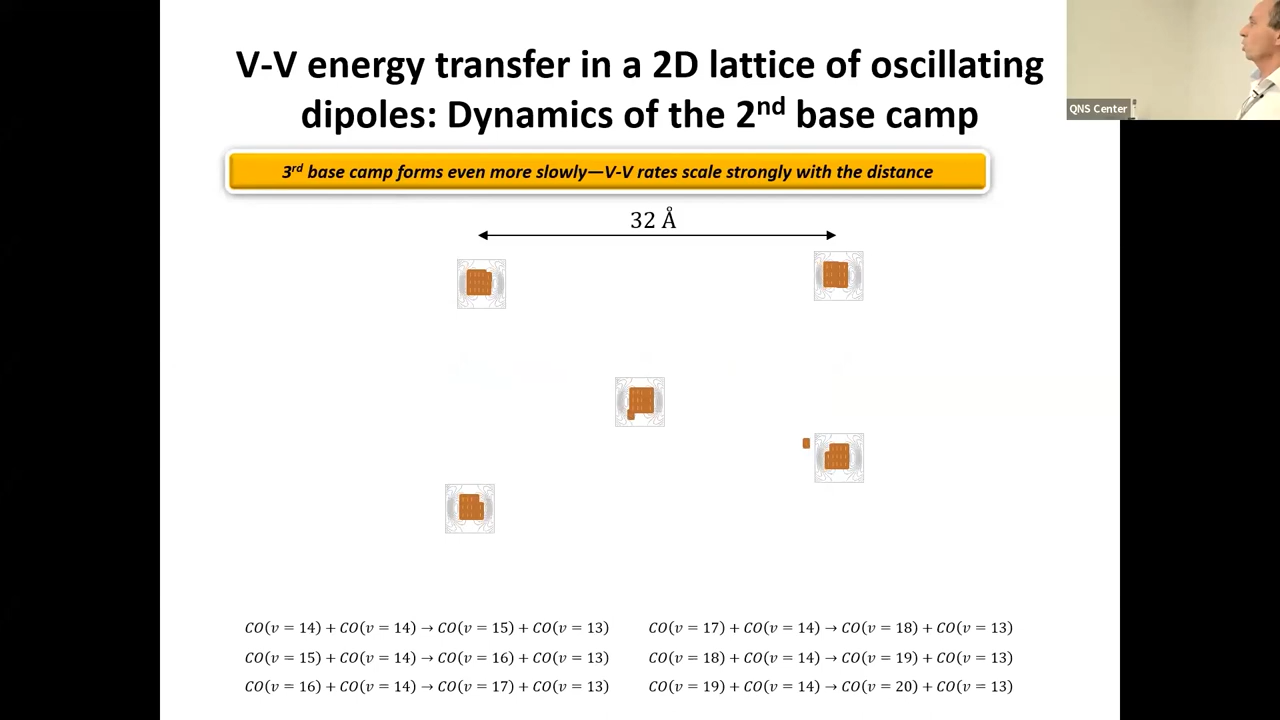 V-V energy transfer in a 2D lattice of oscillating
dipoles: Dynamics of the 2nd base camp
QNS Center
3rd base camp forms even more slowly—V-V rates scale strongly with the distance
32 Å
CO(v = 14) + CO(v = 14) → CO(v = 15) + CO(v = 13)
CO(v = 15) + CO(v = 14) → CO(v = 16) + CO(v = 13)
CO(v = 16) + CO(v = 14) → CO(v = 17) + CO(v = 13)
CO(v = 17) + CO(v = 14) → CO(v = 18) + CO(v = 13)
CO(v = 18) + CO(v = 14) → CO(v = 19) + CO(v = 13)
CO(v = 19) + CO(v = 14) → CO(v = 20) + CO(v = 13)